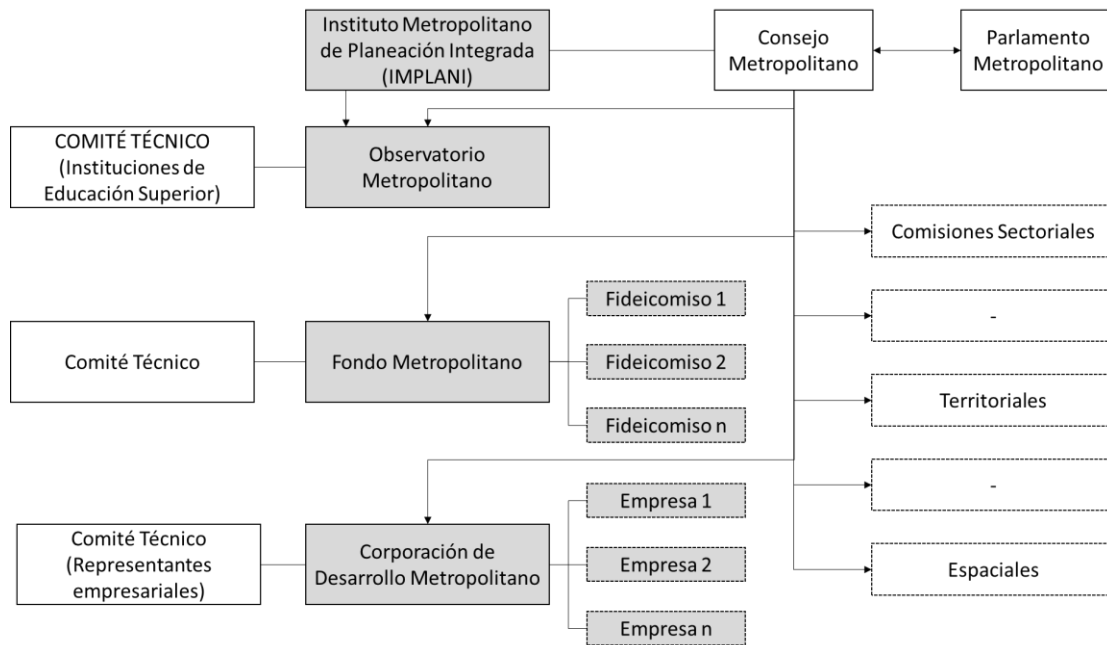 Instituto Metropolitano
de Planeación Integrada
(IMPLANI)
Consejo
Metropolitano
Parlamento
Metropolitano
COMITÉ TÉCNICO
(Instituciones de
Educación Superior)
Observatorio
Metropolitano
Comisiones Sectoriales
-
Territoriales
-
Espaciales
Comité Técnico
Fondo Metropolitano
Fideicomiso 1
Fideicomiso 2
Fideicomiso n
Comité Técnico
(Representantes
empresariales)
Corporación de
Desarrollo Metropolitano
Empresa 1
Empresa 2
Empresa n